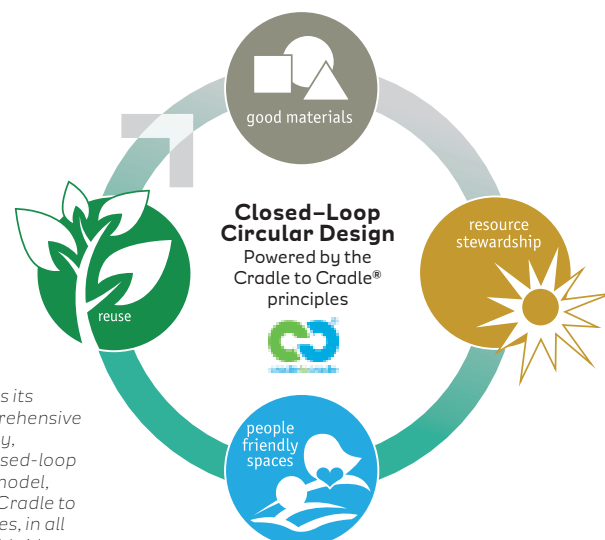 good materials
resource
stewardship
Closed–Loop
Circular Design
Powered by the
Cradle to Cradle®
principles
reuse
people
friendly
spaces
s its
rehensive
y,
sed-loop
model,
Cradle to
es, in all